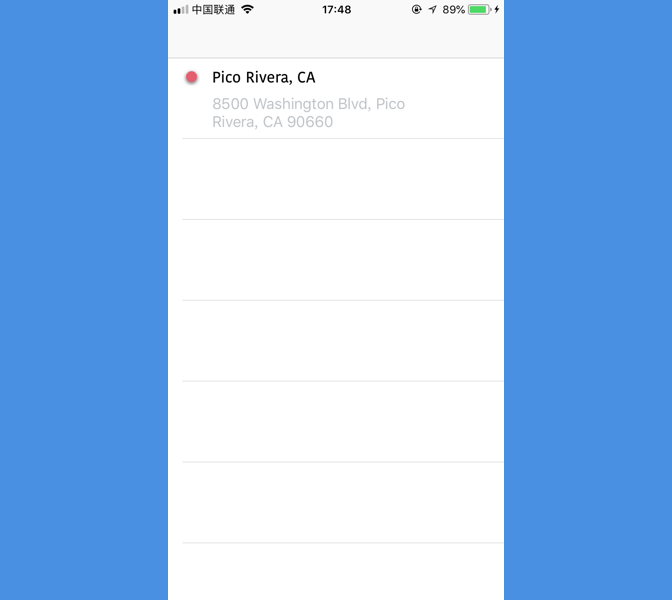 中国联通 17:48 89%
Pico Rivera, CA
8500 Washington Blvd, Pico
Rivera, CA 90660